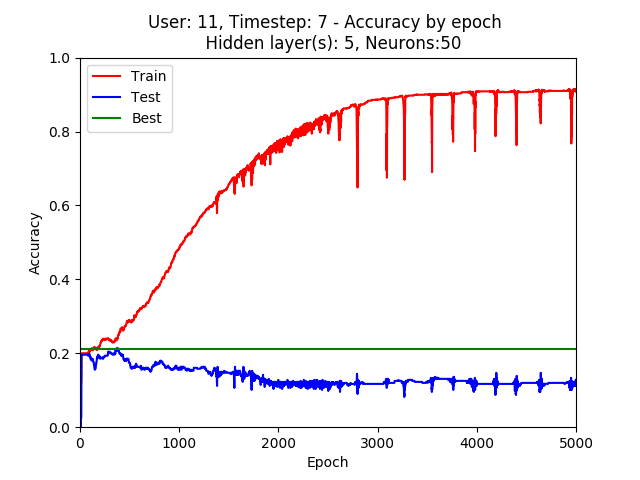 User: 11, Timestep: 7 - Accuracy by epoch
Hidden layer(s): 5, Neurons:50
1.0
Train
Test
Best
0.8
0.6
Accuracy
0.4
0.2
0.0
0 1000 2000 3000 4000 5000
Epoch